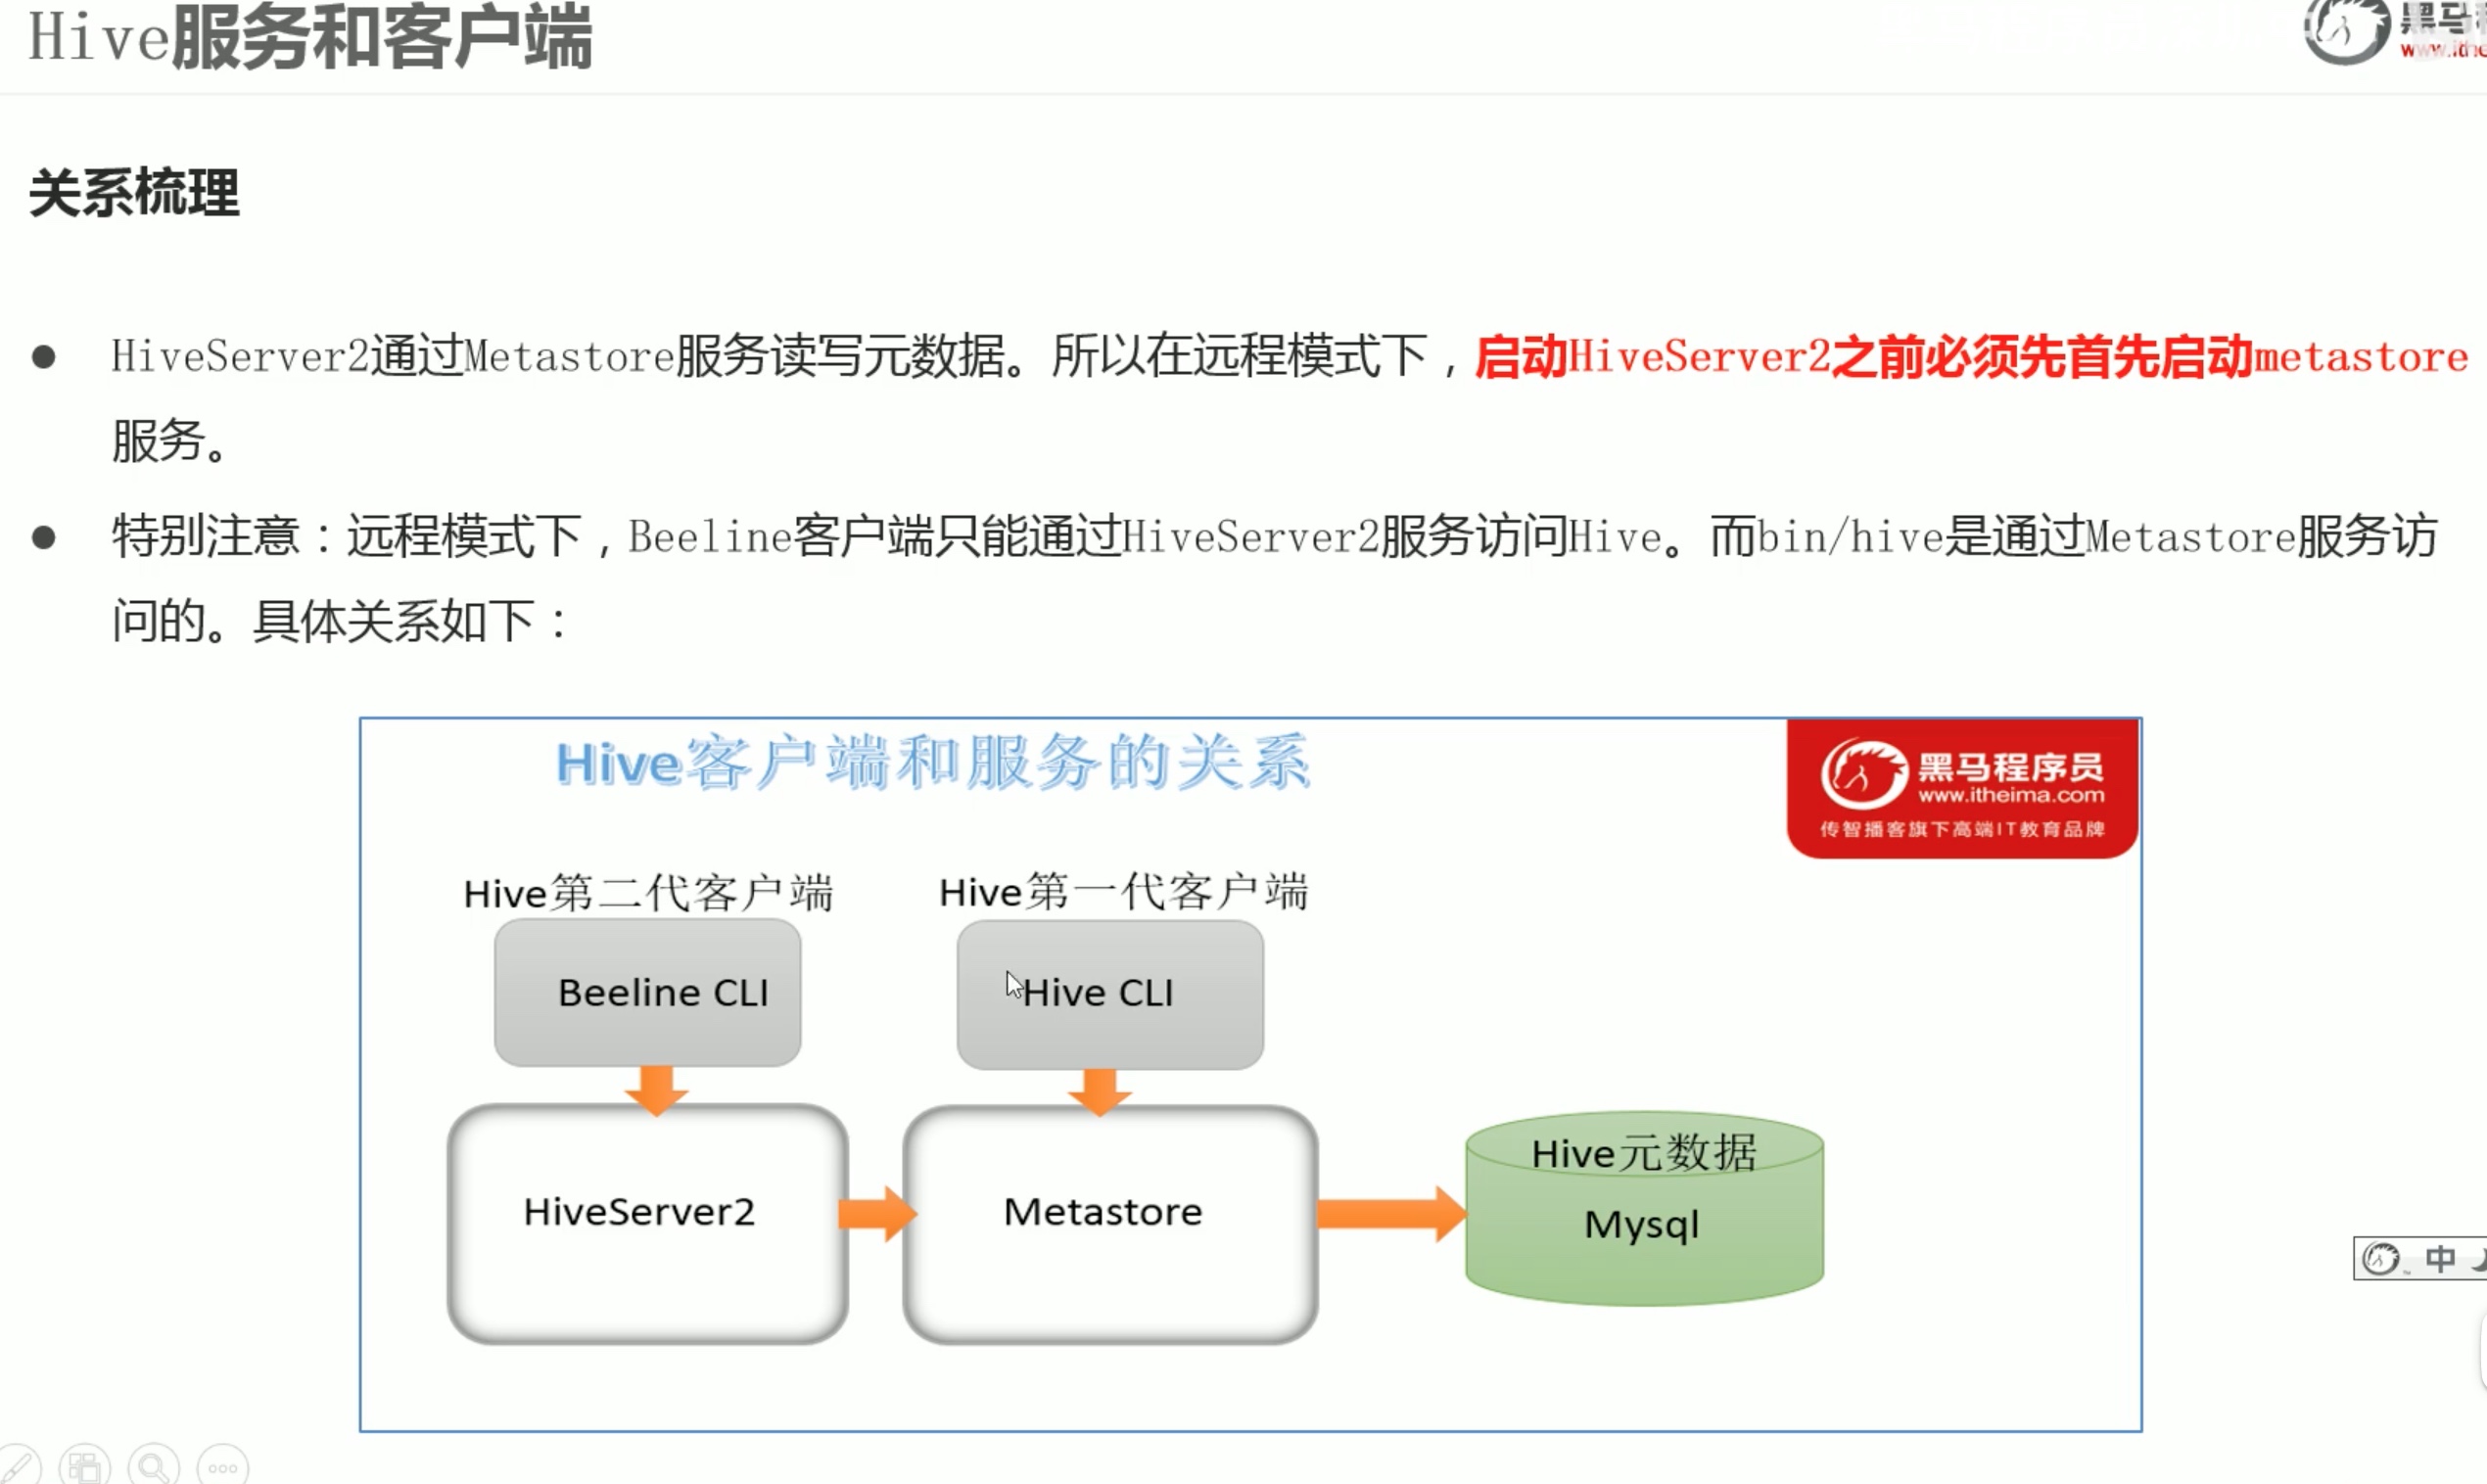 Hive服务和客户端
关系梳理
HiveServer2通过Metastore服务读写元数据。所以在远程模式下，启动HiveServer2之前必须先首先启动metastore
服务。
特别注意：远程模式下，Beeline客户端只能通过HiveServer2服务访问Hive。而bin/hive是通过Metastore服务访
问的。具体关系如下：
Hive客户端和服务的关系
黑马程序员
www.itheima.com
传智播客旗下高端IT教育品牌
Hive第二代客户端
Hive第一代客户端
Beeline CLI
Hive CLI
HiveServer2
Metastore
Hive元数据
Mysql
中